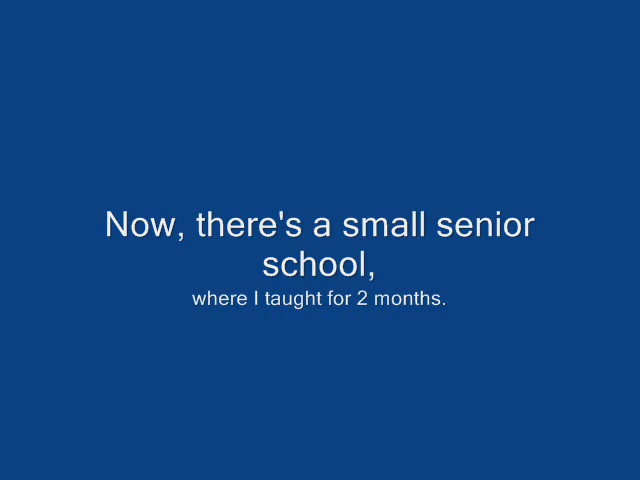 Now, there's a small senior
school,
where I taught for 2 months.